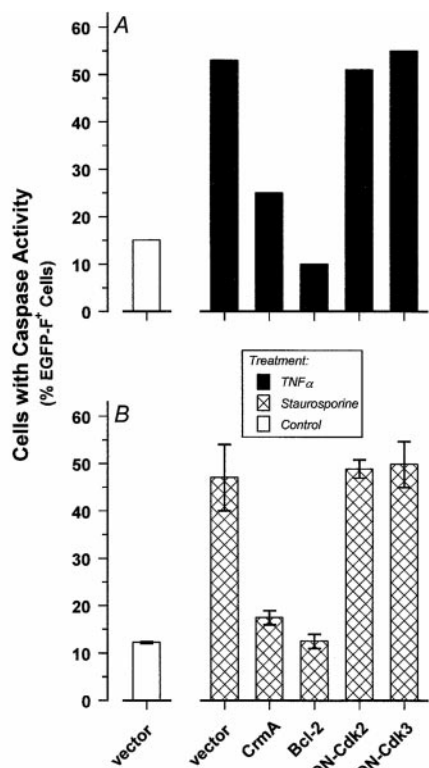 A
Cells with Caspase Activity
(% EGFP-F⁺ Cells)
60
50
40
30
20
10
0
Treatment:
TNFα
Staurosporine
Control
B
60
50
40
30
20
10
0
vector
vector
CrmA
Bcl-2
DN-Cdk2
DN-Cdk3